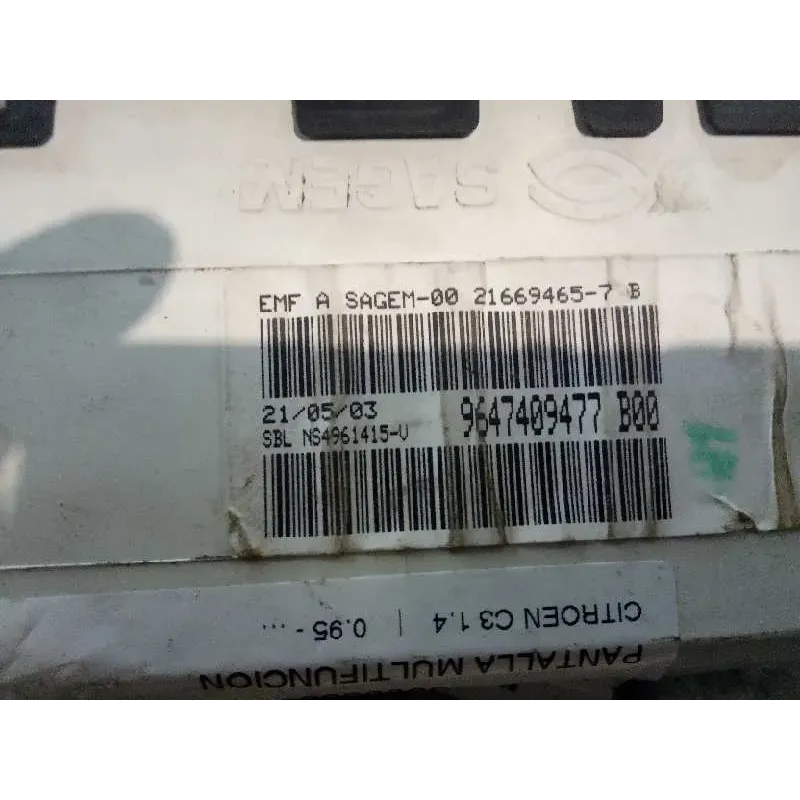 SAGEM
EMF A SAGEM-00 21669465-7 B
21/05/03
9647409477 B00
SBL NS4961415-V
CITROEN C3 1.4 | 0.95 - ...
PANTALLA MULTIFUNCION